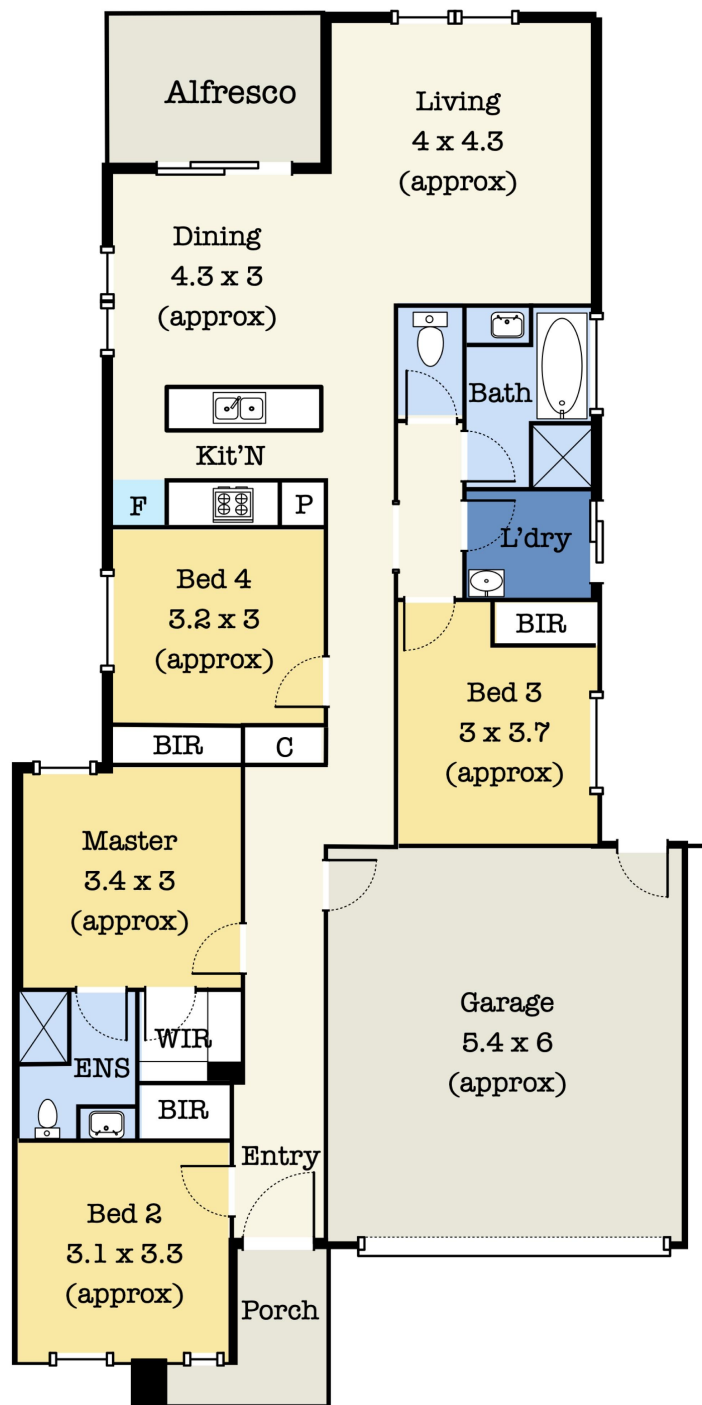 Alfresco
Living
4 x 4.3
(approx)
Dining
4.3 x 3
(approx)
Bath
Kit'N
F
P
L'dry
Bed 4
3.2 x 3
(approx)
BIR
Bed 3
3 x 3.7
(approx)
BIR
C
Master
3.4 x 3
(approx)
Garage
5.4 x 6
(approx)
WIR
ENS
BIR
Entry
Bed 2
3.1 x 3.3
(approx)
Porch